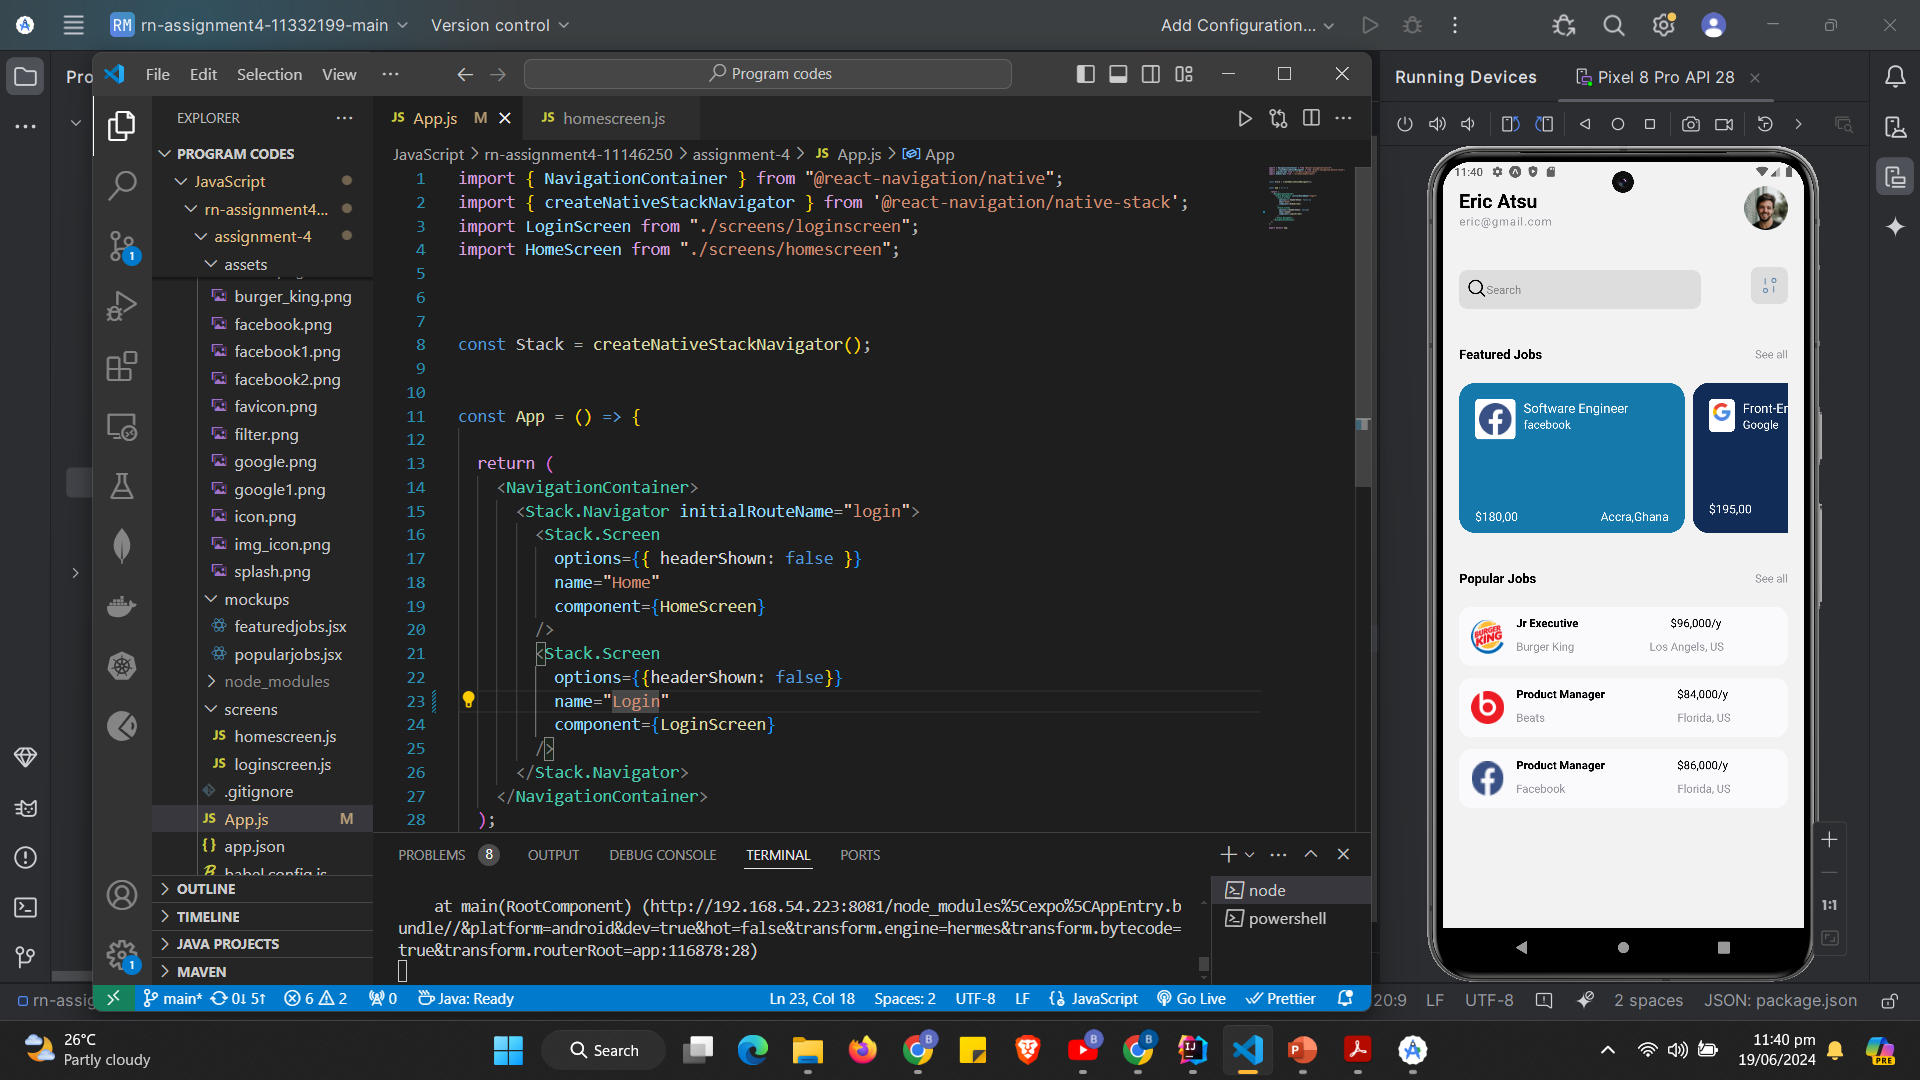 RM rn-assignment4-11332199-main Version control Add Configuration...
Pro
File Edit Selection View Program codes
Running Devices Pixel 8 Pro API 28
EXPLORER
PROGRAM CODES
JavaScript
rn-assignment4...
assignment-4
assets
burger_king.png
facebook.png
facebook1.png
facebook2.png
favicon.png
filter.png
google.png
google1.png
icon.png
img_icon.png
splash.png
mockups
featuredjobs.jsx
popularjobs.jsx
node_modules
screens
JS homescreen.js
JS loginscreen.js
.gitignore
JS App.js M
{} app.json
babel.config.js
OUTLINE
TIMELINE
JAVA PROJECTS
MAVEN
1
1
JS App.js M JS homescreen.js
JavaScript > rn-assignment4-11146250 > assignment-4 > JS App.js > App
1 import { NavigationContainer } from "@react-navigation/native";
2 import { createNativeStackNavigator } from '@react-navigation/native-stack';
3 import LoginScreen from "./screens/loginscreen";
4 import HomeScreen from "./screens/homescreen";
5
6
7
8 const Stack = createNativeStackNavigator();
9
10
11 const App = () => {
12
13 return (
14 <NavigationContainer>
15 <Stack.Navigator initialRouteName="login">
16 <Stack.Screen
17 options={{ headerShown: false }}
18 name="Home"
19 component={HomeScreen}
20 />
21 <Stack.Screen
22 options={{headerShown: false}}
23 name="Login"
24 component={LoginScreen}
25 />
26 </Stack.Navigator>
27 </NavigationContainer>
28 );
PROBLEMS 8 OUTPUT DEBUG CONSOLE TERMINAL PORTS
at main(RootComponent) (http://192.168.54.223:8081/node_modules%5Cexpo%5CAppEntry.b
undle//&platform=android&dev=true&hot=false&transform.engine=hermes&transform.bytecode=
true&transform.routerRoot=app:116878:28)
node
powershell
main* 0↓ 5↑ 6 2 0 Java: Ready Ln 23, Col 18 Spaces: 2 UTF-8 LF {} JavaScript Go Live Prettier
rn-assig
20:9 LF UTF-8 2 spaces JSON: package.json
11:40
Eric Atsu
eric@gmail.com
Search
Featured Jobs See all
Software Engineer
facebook
$180,00 Accra,Ghana
Front-Er
Google
$195,00
Popular Jobs See all
BURGER KING
Jr Executive $96,000/y
Burger King Los Angels, US
Product Manager $84,000/y
Beats Florida, US
Product Manager $86,000/y
Facebook Florida, US
1:1
26°C
Partly cloudy
Search
B
B
B
PRE
11:40 pm
19/06/2024